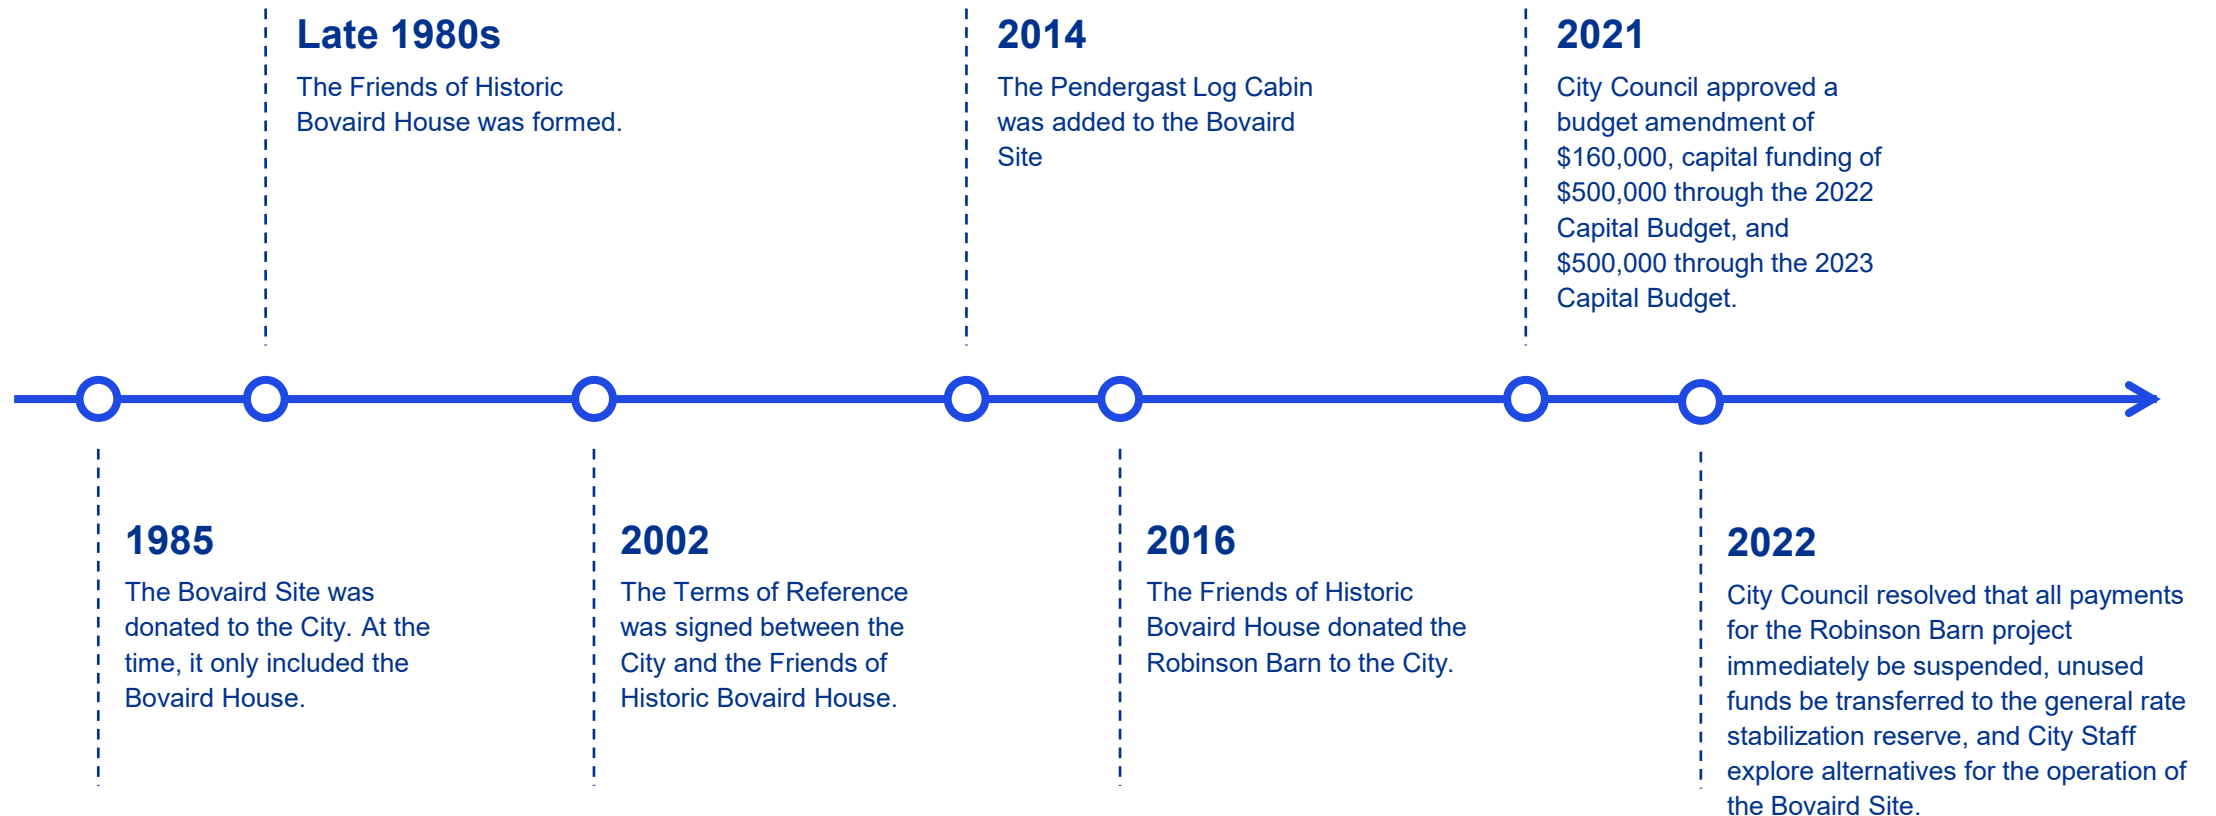 Late 1980s
The Friends of Historic
Bovaird House was formed.
2014
The Pendergast Log Cabin
was added to the Bovaird
Site
2021
City Council approved a
budget amendment of
$160,000, capital funding of
$500,000 through the 2022
Capital Budget, and
$500,000 through the 2023
Capital Budget.
1985
The Bovaird Site was
donated to the City. At the
time, it only included the
Bovaird House.
2002
The Terms of Reference
was signed between the
City and the Friends of
Historic Bovaird House.
2016
The Friends of Historic
Bovaird House donated the
Robinson Barn to the City.
2022
City Council resolved that all payments
for the Robinson Barn project
immediately be suspended, unused
funds be transferred to the general rate
stabilization reserve, and City Staff
explore alternatives for the operation of
the Bovaird Site.